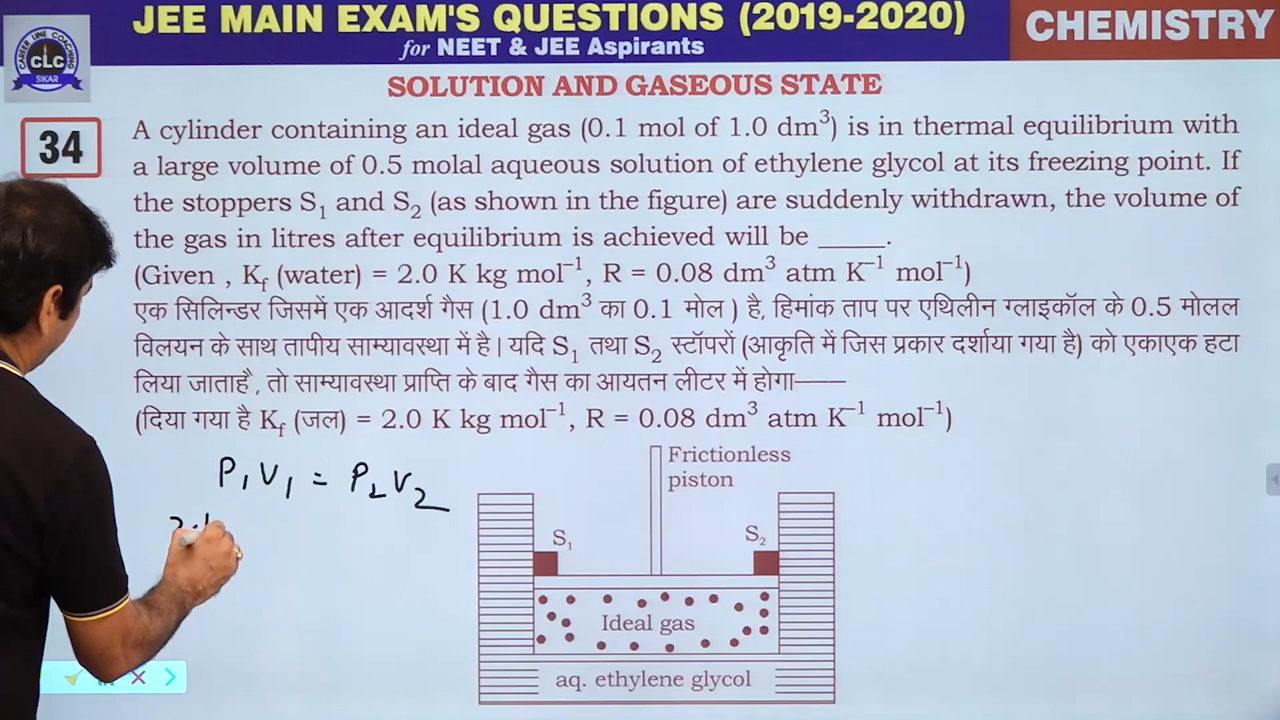 JEE MAIN EXAM'S QUESTIONS (2019-2020)
for NEET & JEE Aspirants
CHEMISTRY
CAREER LINE COACHING
CLC
SIKAR
SOLUTION AND GASEOUS STATE
34
A cylinder containing an ideal gas (0.1 mol of 1.0 dm³) is in thermal equilibrium with
a large volume of 0.5 molal aqueous solution of ethylene glycol at its freezing point. If
the stoppers S₁ and S₂ (as shown in the figure) are suddenly withdrawn, the volume of
the gas in litres after equilibrium is achieved will be ____.
(Given , K_f (water) = 2.0 K kg mol⁻¹, R = 0.08 dm³ atm K⁻¹ mol⁻¹)
एक सिलिन्डर जिसमें एक आदर्श गैस (1.0 dm³ का 0.1 मोल ) है, हिमांक ताप पर एथिलीन ग्लाइकॉल के 0.5 मोलल
विलयन के साथ तापीय साम्यावस्था में है। यदि S₁ तथा S₂ स्टॉपरों (आकृति में जिस प्रकार दर्शाया गया है) को एकाएक हटा
लिया जाताहै, तो साम्यावस्था प्राप्ति के बाद गैस का आयतन लीटर में होगा——
(दिया गया है K_f (जल) = 2.0 K kg mol⁻¹, R = 0.08 dm³ atm K⁻¹ mol⁻¹)
P₁V₁ = P₂V₂
Frictionless
piston
S₁
S₂
Ideal gas
aq. ethylene glycol